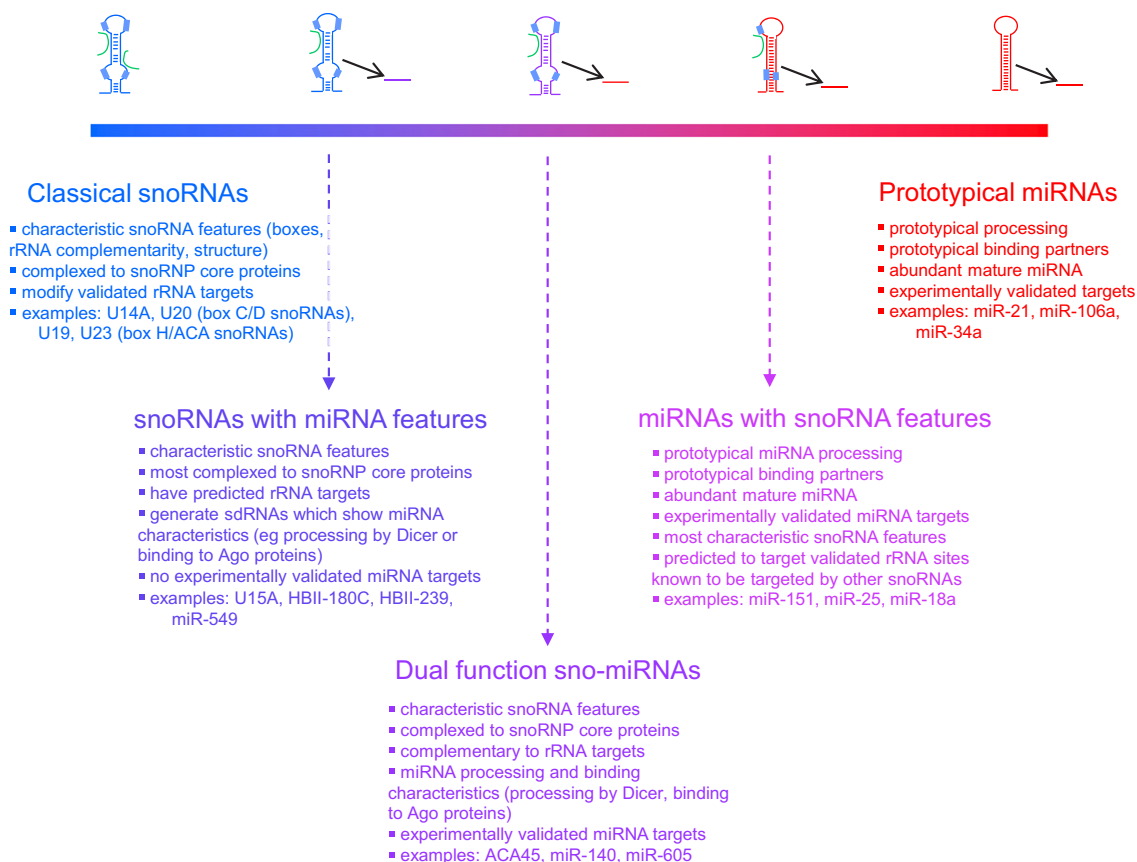 Classical snoRNAs
▪ characteristic snoRNA features (boxes,
rRNA complementarity, structure)
▪ complexed to snoRNP core proteins
▪ modify validated rRNA targets
▪ examples: U14A, U20 (box C/D snoRNAs),
U19, U23 (box H/ACA snoRNAs)
Prototypical miRNAs
▪ prototypical processing
▪ prototypical binding partners
▪ abundant mature miRNA
▪ experimentally validated targets
▪ examples: miR-21, miR-106a,
miR-34a
snoRNAs with miRNA features
▪ characteristic snoRNA features
▪ most complexed to snoRNP core proteins
▪ have predicted rRNA targets
▪ generate sdRNAs which show miRNA
characteristics (eg processing by Dicer or
binding to Ago proteins)
▪ no experimentally validated miRNA targets
▪ examples: U15A, HBII-180C, HBII-239,
miR-549
miRNAs with snoRNA features
▪ prototypical miRNA processing
▪ prototypical binding partners
▪ abundant mature miRNA
▪ experimentally validated miRNA targets
▪ most characteristic snoRNA features
▪ predicted to target validated rRNA sites
known to be targeted by other snoRNAs
▪ examples: miR-151, miR-25, miR-18a
Dual function sno-miRNAs
▪ characteristic snoRNA features
▪ complexed to snoRNP core proteins
▪ complementary to rRNA targets
▪ miRNA processing and binding
characteristics (processing by Dicer, binding
to Ago proteins)
▪ experimentally validated miRNA targets
▪ examples: ACA45, miR-140, miR-605